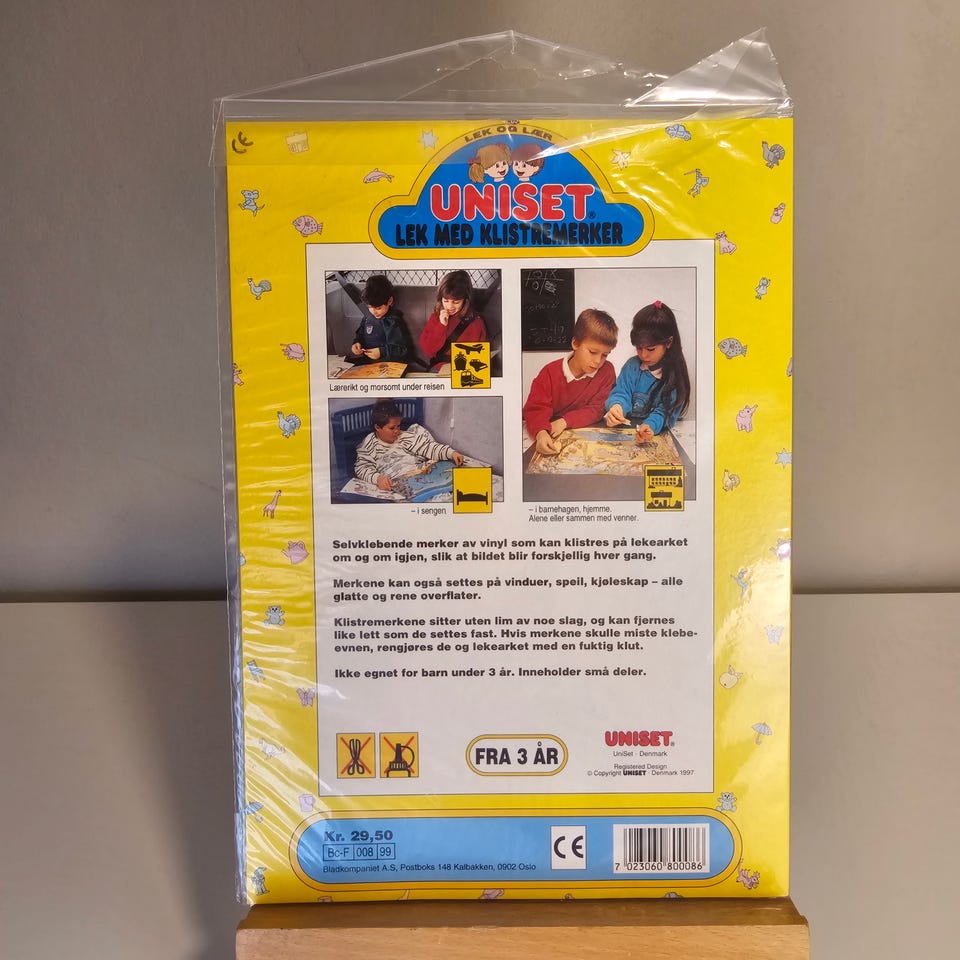 CE
LEK OG LÆR
UNISET®
LEK MED KLISTREMERKER
Lærerikt og morsomt under reisen
– i sengen
– i barnehagen, hjemme.
Alene eller sammen med venner.
Selvklebende merker av vinyl som kan klistres på lekearket
om og om igjen, slik at bildet blir forskjellig hver gang.
Merkene kan også settes på vinduer, speil, kjøleskap – alle
glatte og rene overflater.
Klistremerkene sitter uten lim av noe slag, og kan fjernes
like lett som de settes fast. Hvis merkene skulle miste klebe-
evnen, rengjøres de og lekearket med en fuktig klut.
Ikke egnet for barn under 3 år. Inneholder små deler.
FRA 3 ÅR
UNISET®
UniSet · Denmark
Registered Design
© Copyright UNISET · Denmark 1997
Kr. 29,50
Bc-F 008 99
Bladkompaniet A.S, Postboks 148 Kalbakken, 0902 Oslo
CE
7 023060 800086